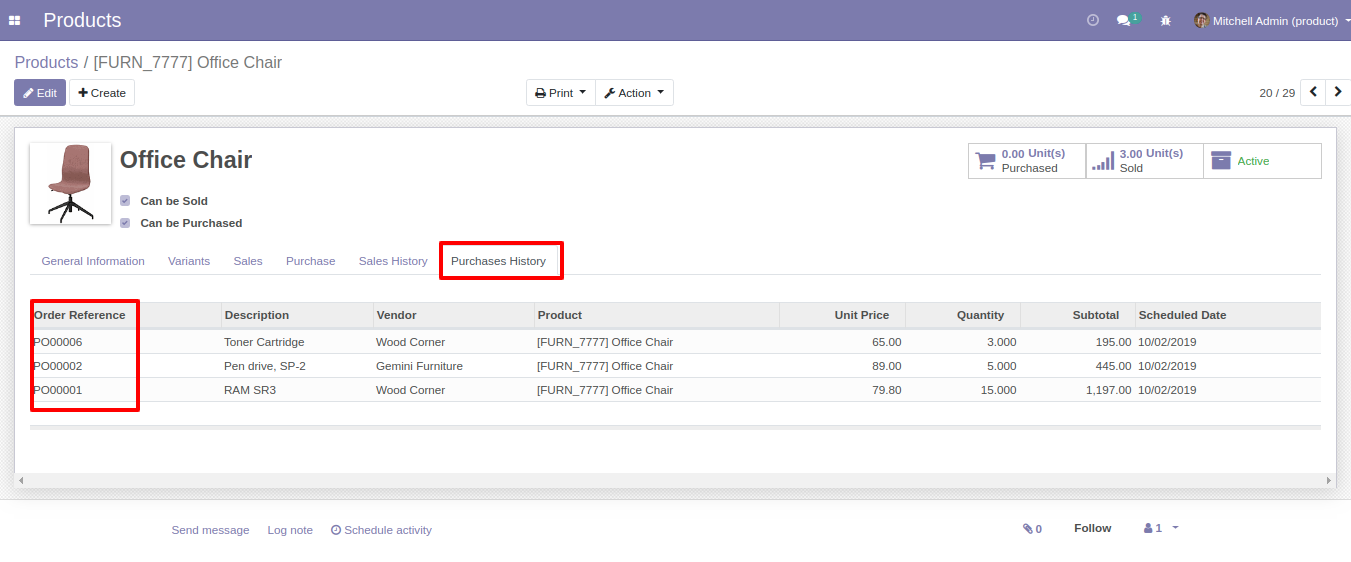 Products 1 Mitchell Admin (product)
Products / [FURN_7777] Office Chair
Edit Create Print Action 20 / 29
Office Chair
0.00 Unit(s) Purchased
3.00 Unit(s) Sold
Active
Can be Sold
Can be Purchased
General Information Variants Sales Purchase Sales History Purchases History
Order Reference Description Vendor Product Unit Price Quantity Subtotal Scheduled Date
PO00006 Toner Cartridge Wood Corner [FURN_7777] Office Chair 65.00 3.000 195.00 10/02/2019
PO00002 Pen drive, SP-2 Gemini Furniture [FURN_7777] Office Chair 89.00 5.000 445.00 10/02/2019
PO00001 RAM SR3 Wood Corner [FURN_7777] Office Chair 79.80 15.000 1,197.00 10/02/2019
Send message Log note Schedule activity 0 Follow 1